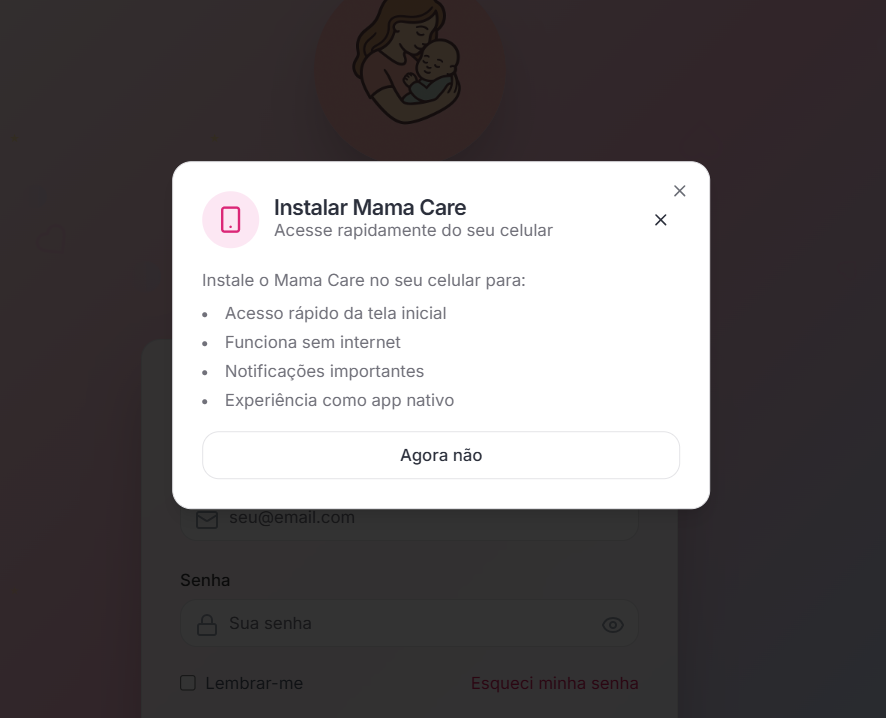 Instalar Mama Care
Acesse rapidamente do seu celular
Instale o Mama Care no seu celular para:
Acesso rápido da tela inicial
Funciona sem internet
Notificações importantes
Experiência como app nativo
Agora não
seu@email.com
Senha
Sua senha
Lembrar-me
Esqueci minha senha